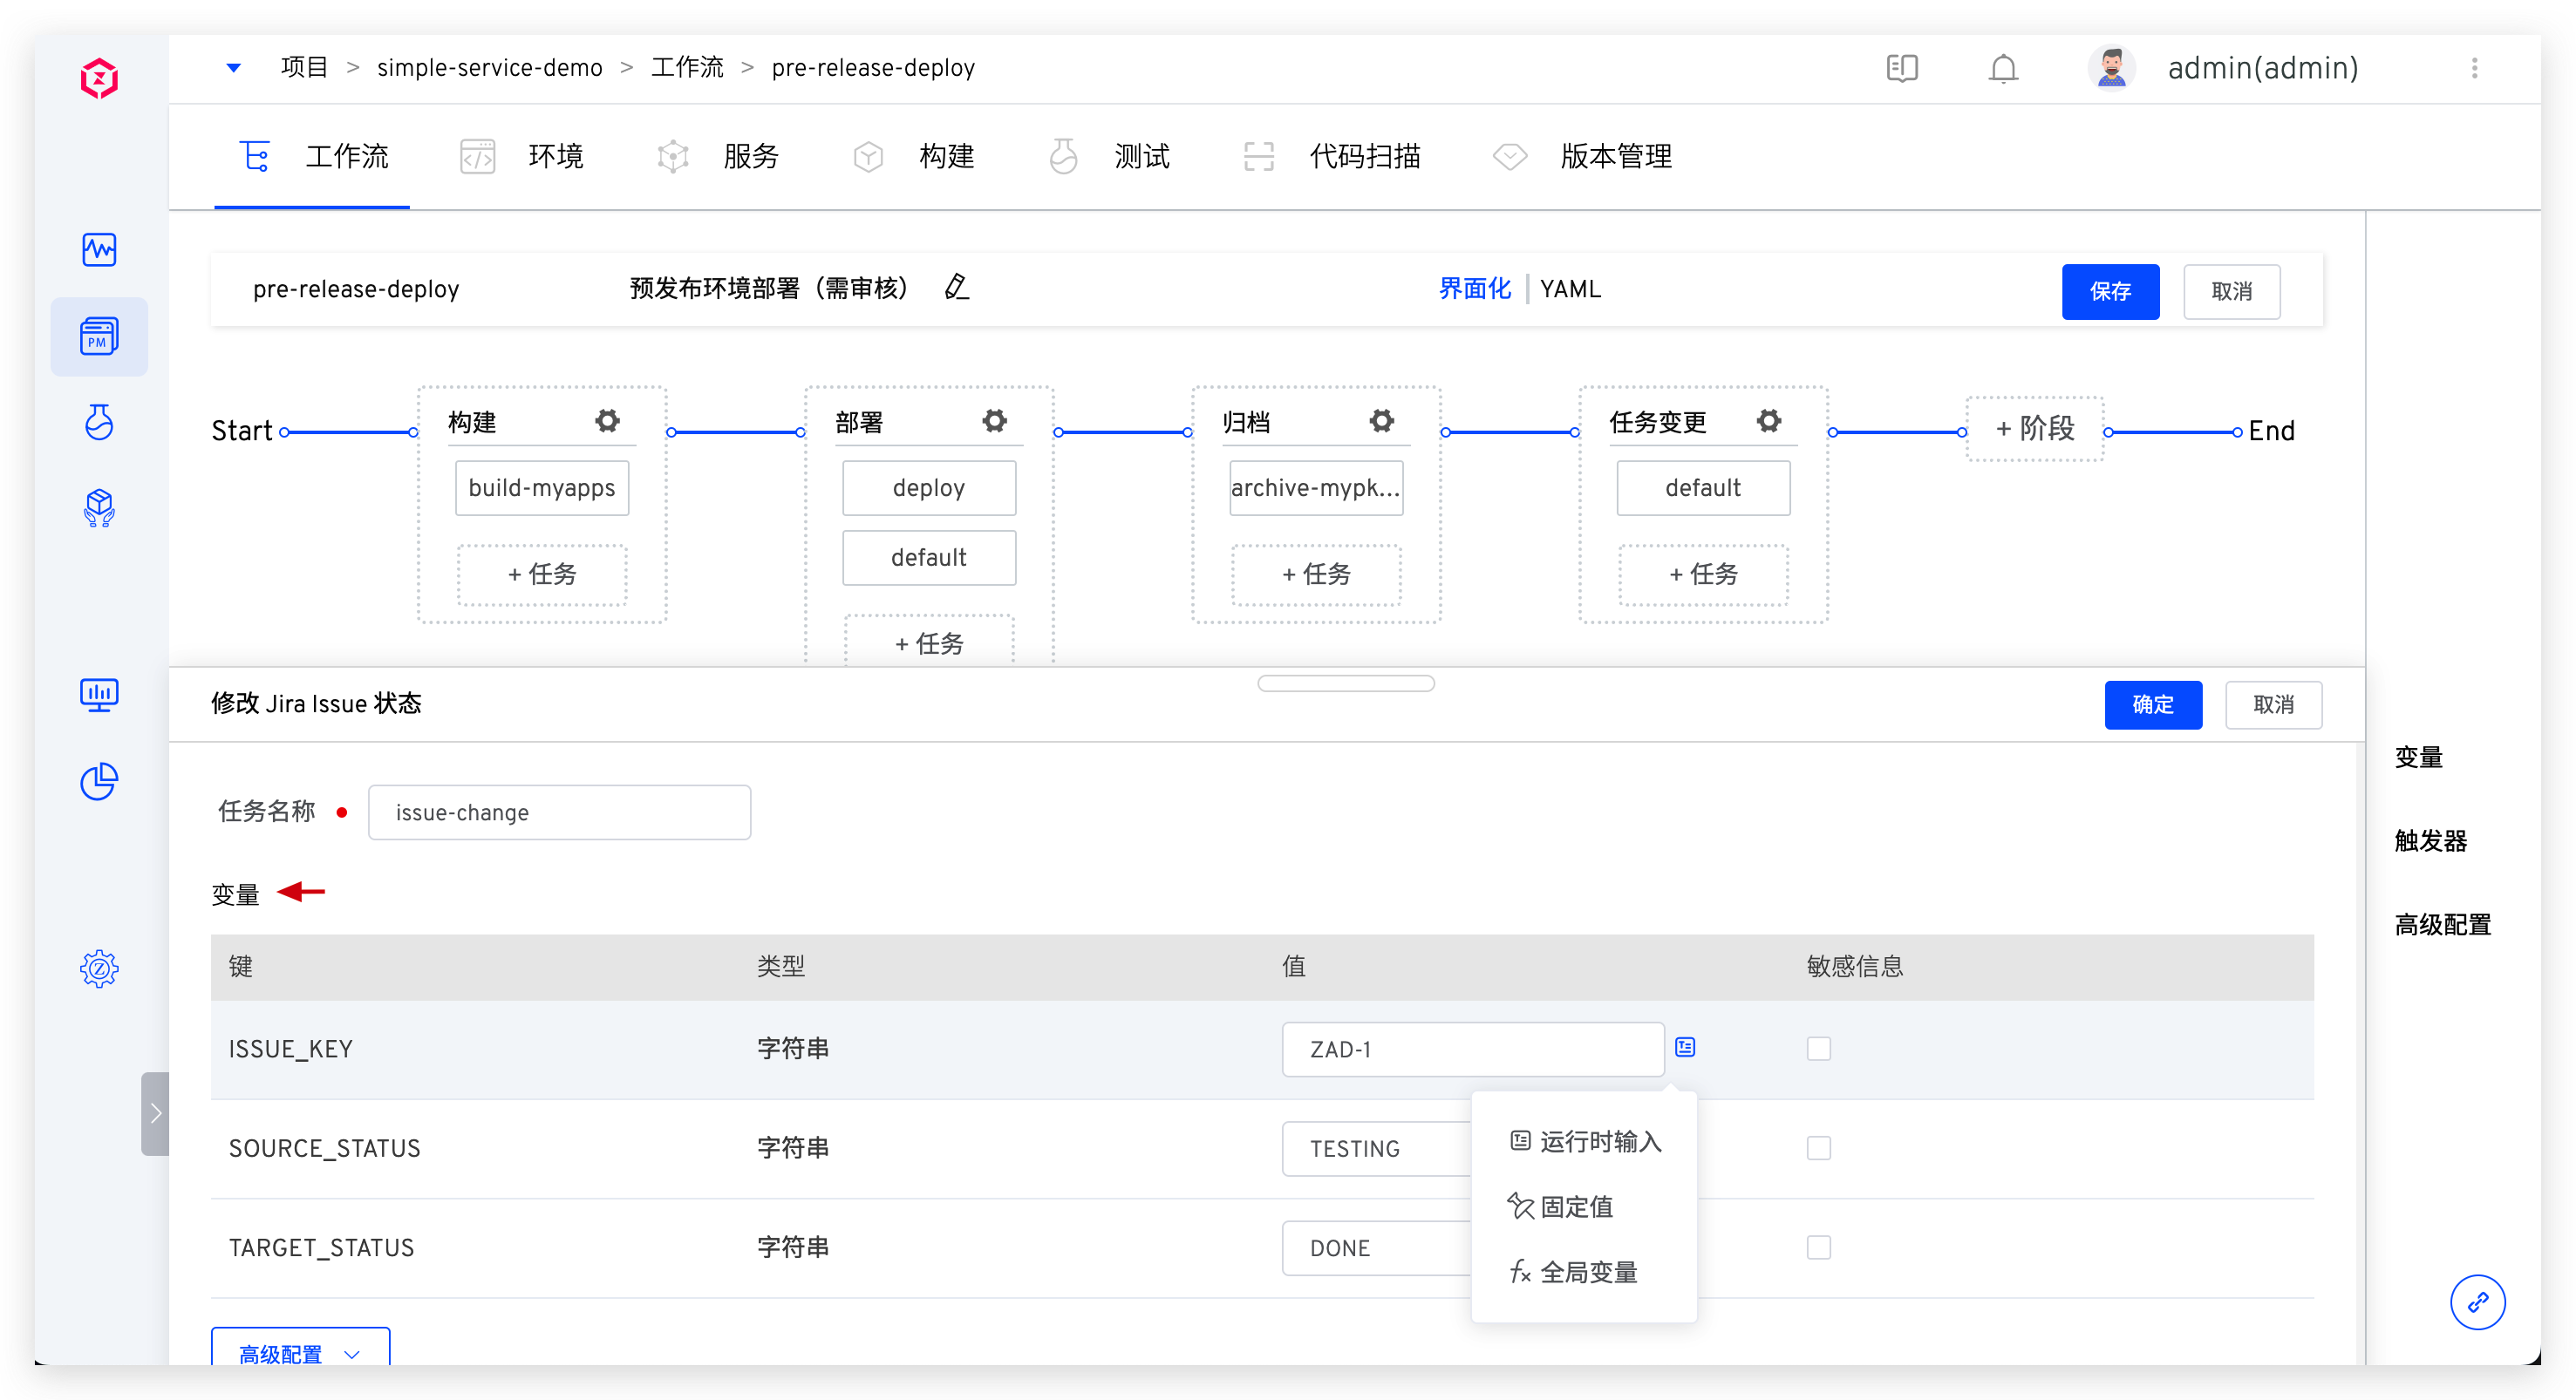 项目 > simple-service-demo > 工作流 > pre-release-deploy
admin(admin)
工作流 环境 服务 构建 测试 代码扫描 版本管理
PM
pre-release-deploy 预发布环境部署（需审核） 界面化 | YAML 保存 取消
Start 构建 部署 归档 任务变更 + 阶段 End
build-myapps deploy archive-mypk... default
default
+ 任务 + 任务 + 任务
+ 任务
修改 Jira Issue 状态 确定 取消
变量
触发器
高级配置
任务名称 issue-change
变量
键 类型 值 敏感信息
ISSUE_KEY 字符串 ZAD-1
SOURCE_STATUS 字符串 TESTING
TARGET_STATUS 字符串 DONE
运行时输入
固定值
全局变量
高级配置